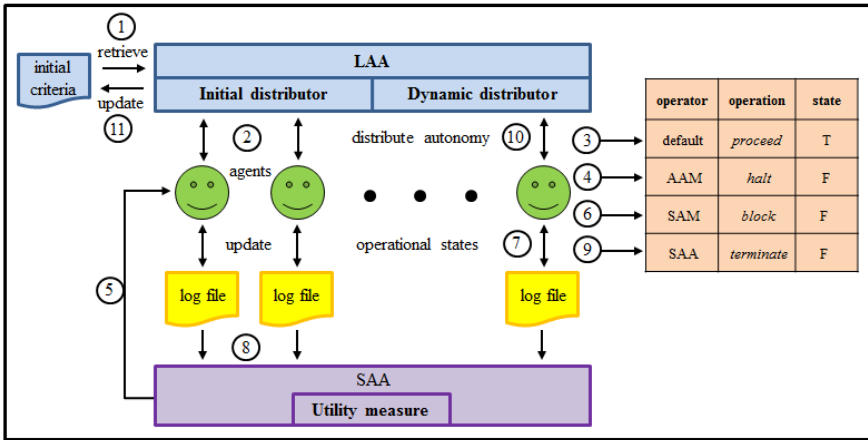 1
retrieve
initial
criteria
update
11
LAA
Initial distributor
Dynamic distributor
2
distribute autonomy
10
agents
3
4
6
9
operator operation state
default proceed T
AAM halt F
SAM block F
SAA terminate F
update
operational states
7
5
log file
log file
log file
8
SAA
Utility measure